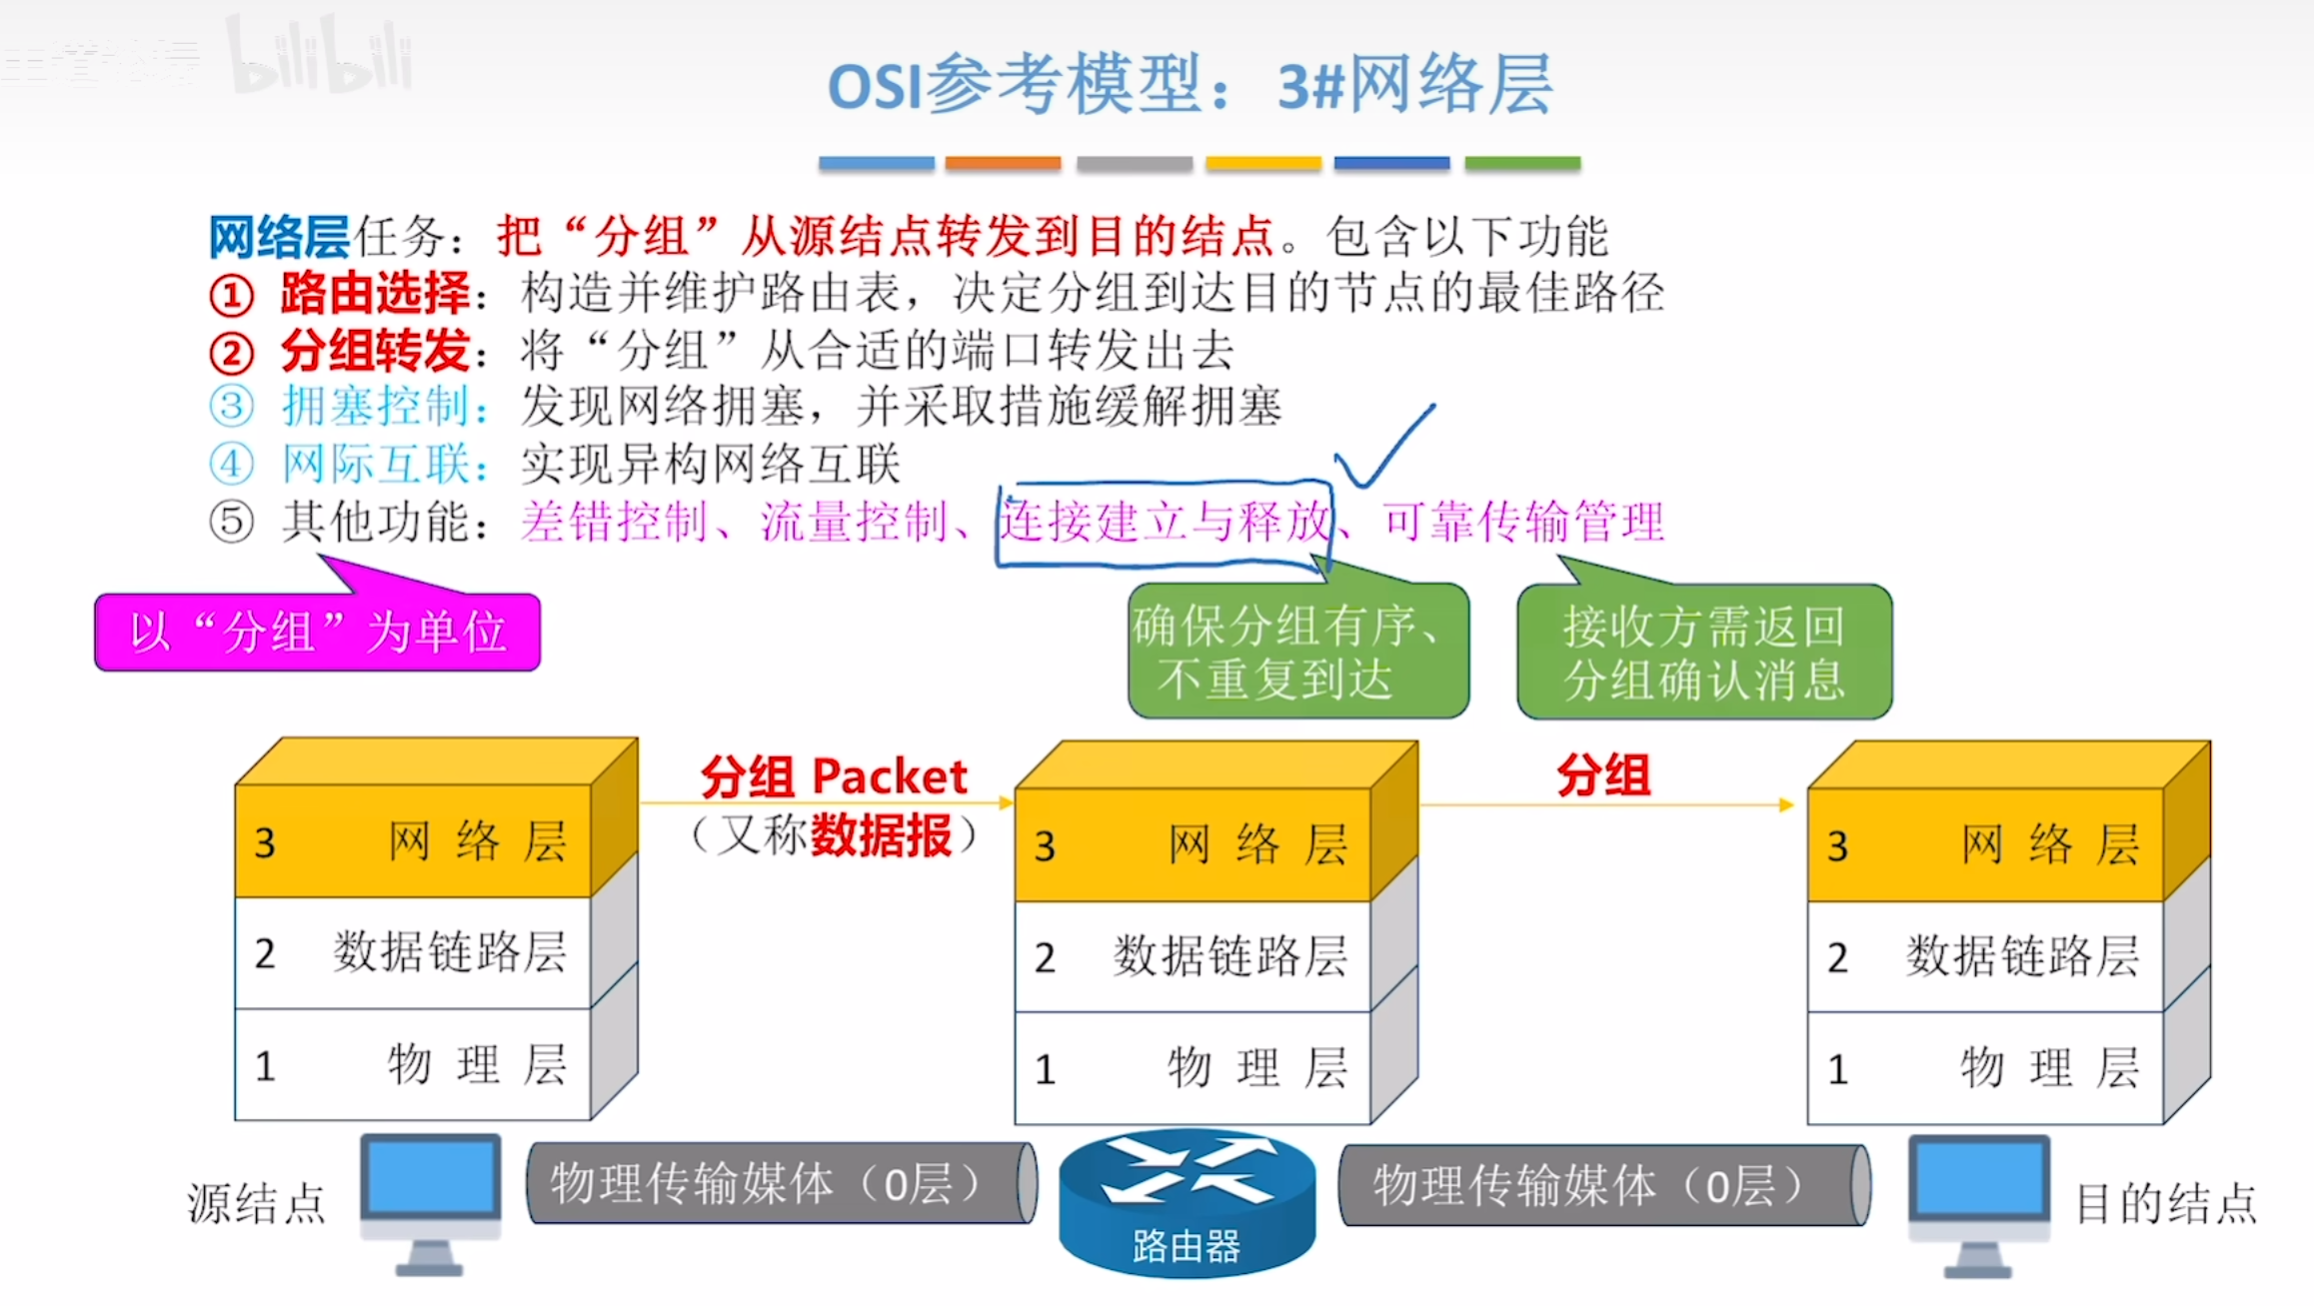 bilibili
OSI参考模型：3#网络层
网络层任务：把“分组”从源结点转发到目的结点。包含以下功能
① 路由选择：构造并维护路由表，决定分组到达目的节点的最佳路径
② 分组转发：将“分组”从合适的端口转发出去
③ 拥塞控制：发现网络拥塞，并采取措施缓解拥塞
④ 网际互联：实现异构网络互联
⑤ 其他功能：差错控制、流量控制、连接建立与释放、可靠传输管理
以“分组”为单位
确保分组有序、
不重复到达
接收方需返回
分组确认消息
分组 Packet
（又称数据报）
分组
3 网络层
2 数据链路层
1 物理层
3 网络层
2 数据链路层
1 物理层
3 网络层
2 数据链路层
1 物理层
源结点
物理传输媒体（0层）
路由器
物理传输媒体（0层）
目的结点